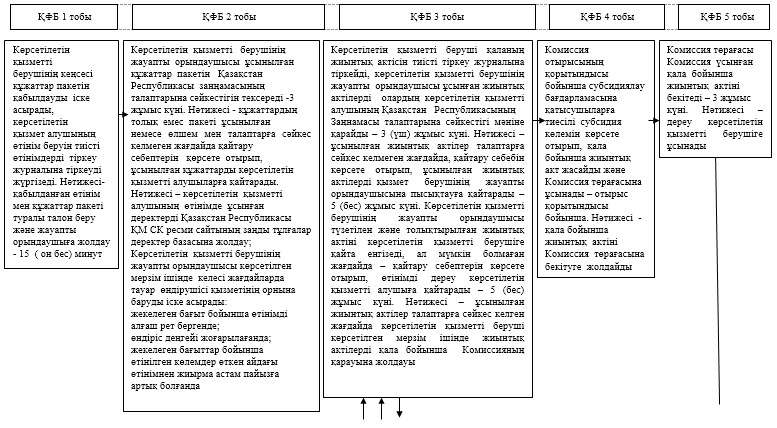 ҚФБ 1 тобы
ҚФБ 2 тобы
ҚФБ 3 тобы
ҚФБ 4 тобы
ҚФБ 5 тобы
Көрсетілетін
қызметті
берушінің кеңсесі
құжаттар пакетін
қабылдауды іске
асырады,
көрсетілетін
қызмет алушының
өтінім беруін тиісті
өтінімдерді тіркеу
журналына тіркеуді
жүргізеді. Нәтижесі-
қабылданған өтінім
мен құжаттар пакеті
туралы талон беру
және жауапты
орындаушыға жолдау
- 15 ( он бес) минут
Көрсетілетін қызметті берушінің
жауапты орындаушысы ұсынылған
құжаттар пакетін Қазақстан
Республикасы заңнамасының
талаптарына сәйкестігін тексереді -3
жұмыс күні. Нәтижесі - құжаттардың
толық емес пакеті ұсынылған
немесе өлшем мен талаптарға сәйкес
келмеген жағдайда қайтару
себептерін көрсете отырып,
ұсынылған құжаттарды көрсетілетін
қызметті алушыларға қайтарады.
Нәтижесі – көрсетілетін қызметті
алушының өтінімде ұсынған
деректерді Қазақстан Республикасы
ҚМ СК ресми сайтының заңды тұлғалар
деректер базасына жолдау;
Көрсетілетін қызметті берушінің
жауапты орындаушысы көрсетілген
мерзім ішінде келесі жағдайларда
тауар өндірушісі қызметінің орнына
баруды іске асырады:
жекелеген бағыт бойынша өтінімді
алғаш рет бергенде;
өндіріс деңгейі жоғарылағанда;
жекелеген бағыттар бойынша
өтінілген көлемдер өткен айдағы
өтінімнен жиырма астам пайызға
артық болғанда
Көрсетілетін қызметті беруші қаланың
жиынтық актісін тиісті тіркеу журналына
тіркейді, көрсетілетін қызметті берушінің
жауапты орындаушысы ұсынған жиынтық
актілерді олардың көрсетілетін қызметті
алушының Қазақстан Республикасының
Заңнамасы талаптарына сәйкестігі мәніне
қарайды – 3 (үш) жұмыс күні. Нәтижесі –
ұсынылған жиынтық актілер талаптарға
сәйкес келмеген жағдайда, қайтару себебін
көрсете отырып, ұсынылған жиынтық
актілерді қызмет берушінің жауапты
орындаушысына пысықтауға қайтарады –
5 (бес) жұмыс күні. Көрсетілетін қызметті
берушінің жауапты орындаушысы
түзетілген және толықтырылған жиынтық
актіні көрсетілетін қызметті берушіге
қайта енгізеді, ал мүмкін болмаған
жағдайда – қайтару себептерін көрсете
отырып, өтінімді дереу көрсетілетін
қызметті алушыға қайтарады – 5 (бес)
жұмыс күні. Нәтижесі – ұсынылған
жиынтық актілер талаптарға сәйкес келген
жағдайда көрсетілетін қызметті беруші
көрсетілген мерзім ішінде жиынтық
актілерді қала бойынша Комиссияның
қарауына жолдауы
Комиссия
отырысының
қорытындысы
бойынша субсидиялау
бағдарламасына
қатысушыларға
тиесілі субсидия
көлемін көрсете
отырып, қала
бойынша жиынтық
акт жасайды және
Комиссия төрағасына
ұсынады – отырыс
қорытындысы
бойынша. Нәтижесі -
қала бойынша
жиынтық актіні
Комиссия төрағасына
бекітуге жолдайды
Комиссия төрағасы
Комиссия ұсынған
қала бойынша
жиынтық актіні
бекітеді – 3 жұмыс
күні. Нәтижесі –
дереу көрсетілетін
қызметті берушіге
ұсынады